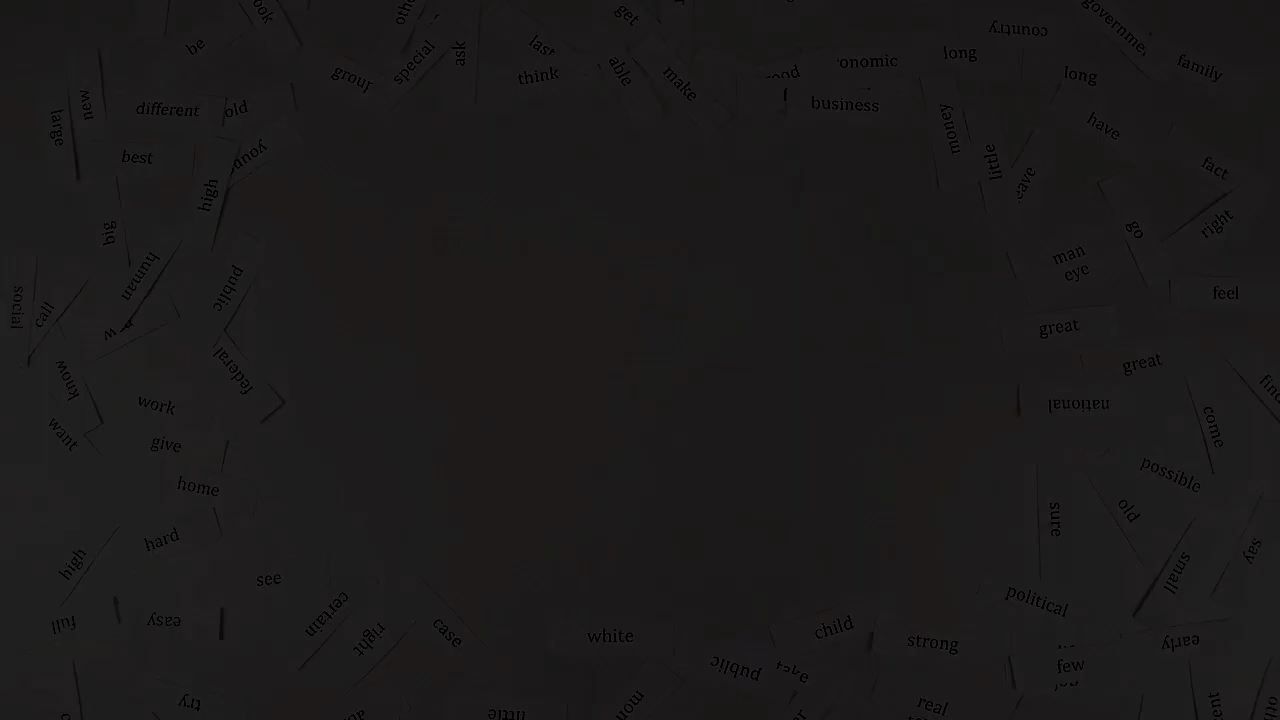 be
get
country
special
ask
last
long
family
think
able
make
long
new
different
old
business
large
money
have
best
little
fact
high
right
big
go
man
human
eye
public
feel
social
call
great
great
know
federal
work
national
come
want
give
possible
home
old
sure
hard
say
high
small
see
political
full
easy
certain
right
case
white
child
strong
early
public
few
try
real